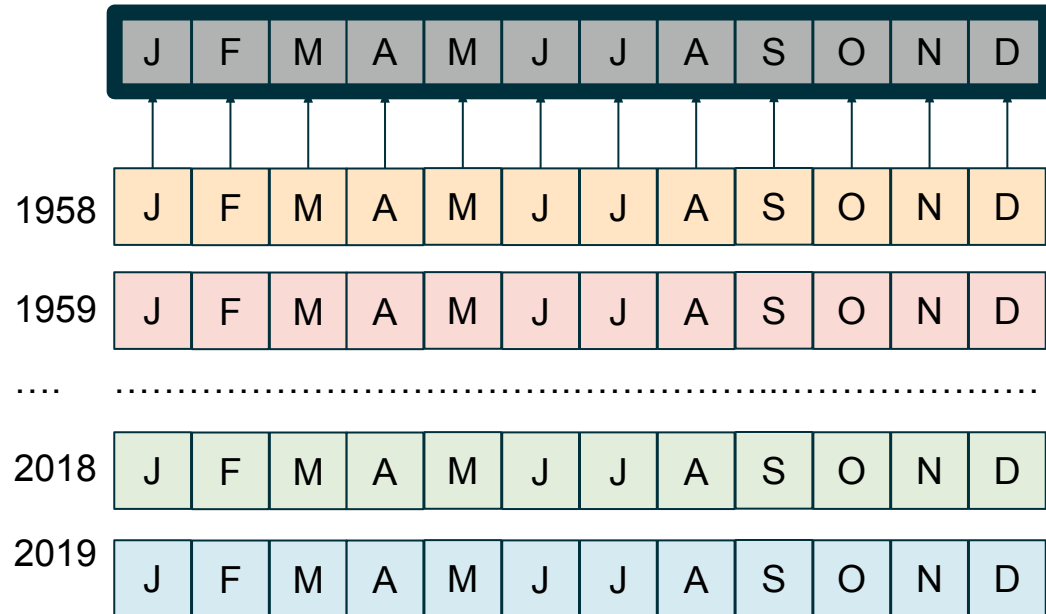 J F M A M J J A S O N D
1958 J F M A M J J A S O N D
1959 J F M A M J J A S O N D
.... ..........................................................................
2018 J F M A M J J A S O N D
2019 J F M A M J J A S O N D